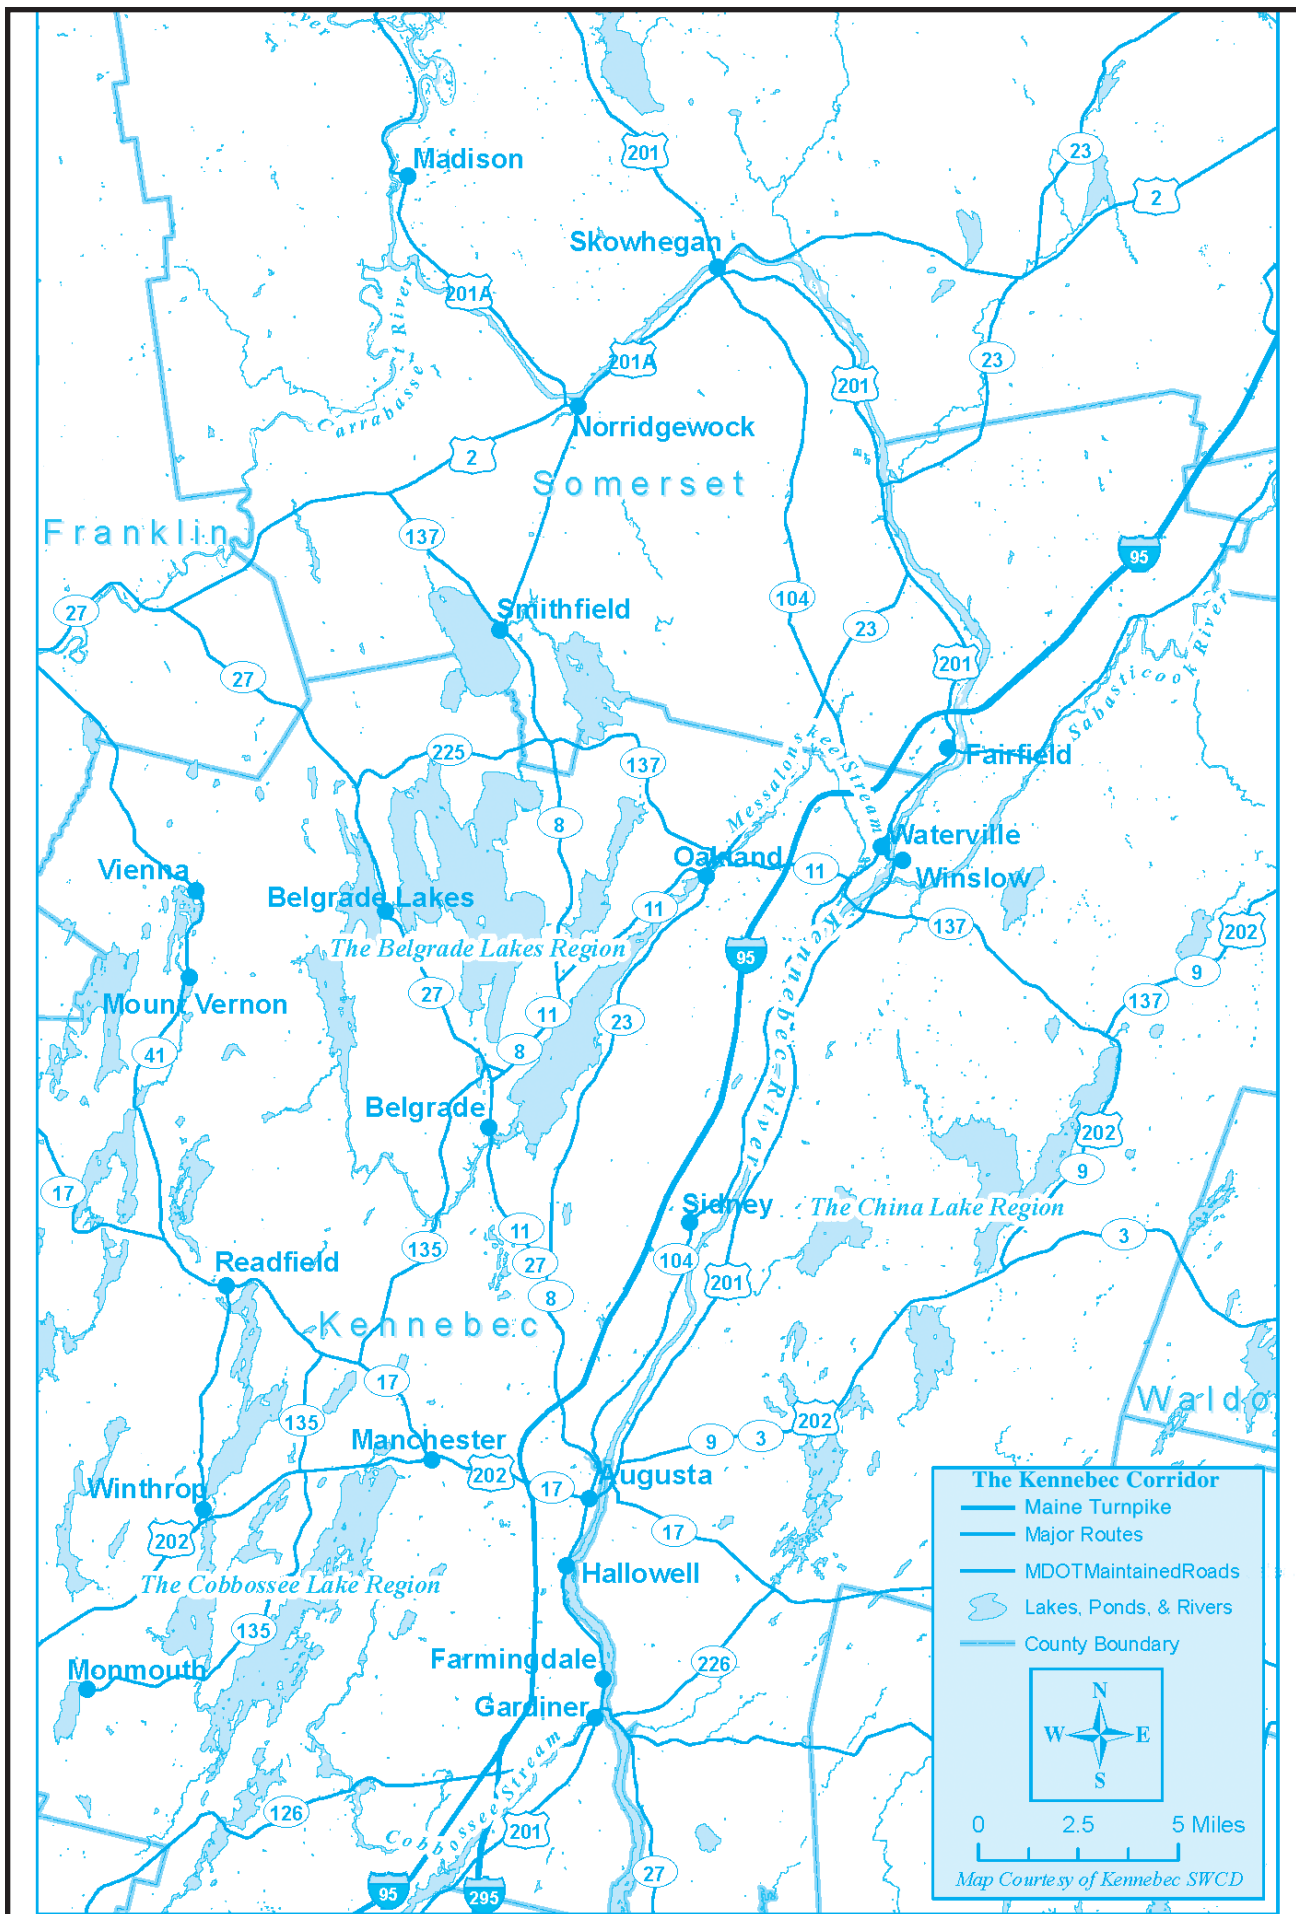 River
201
23
Madison
2
Skowhegan
201A
River
201A
23
201
Carrabasset
Norridgewock
2
Somerset
Franklin
137
95
104
27
Smithfield
23
201
Sabasticook River
27
225
137
Messalonskee Stream
Fairfield
8
Waterville
Oakland
11
Vienna
Winslow
Belgrade Lakes
11
137
202
The Belgrade Lakes Region
95
9
27
137
Mount Vernon
11
23
Kennebec River
41
8
Belgrade
202
9
17
Sidney
The China Lake Region
11
3
135
104
27
Readfield
201
8
Kennebec
17
Waldo
135
202
Manchester
9
3
202
Augusta
17
Winthrop
17
202
Hallowell
The Cobbossee Lake Region
135
Farmingdale
226
Monmouth
Gardiner
Cobbossee Stream
126
201
27
95
295
The Kennebec Corridor
Maine Turnpike
Major Routes
MDOTMaintainedRoads
Lakes, Ponds, & Rivers
County Boundary
N
W E
S
0 2.5 5 Miles
Map Courtesy of Kennebec SWCD